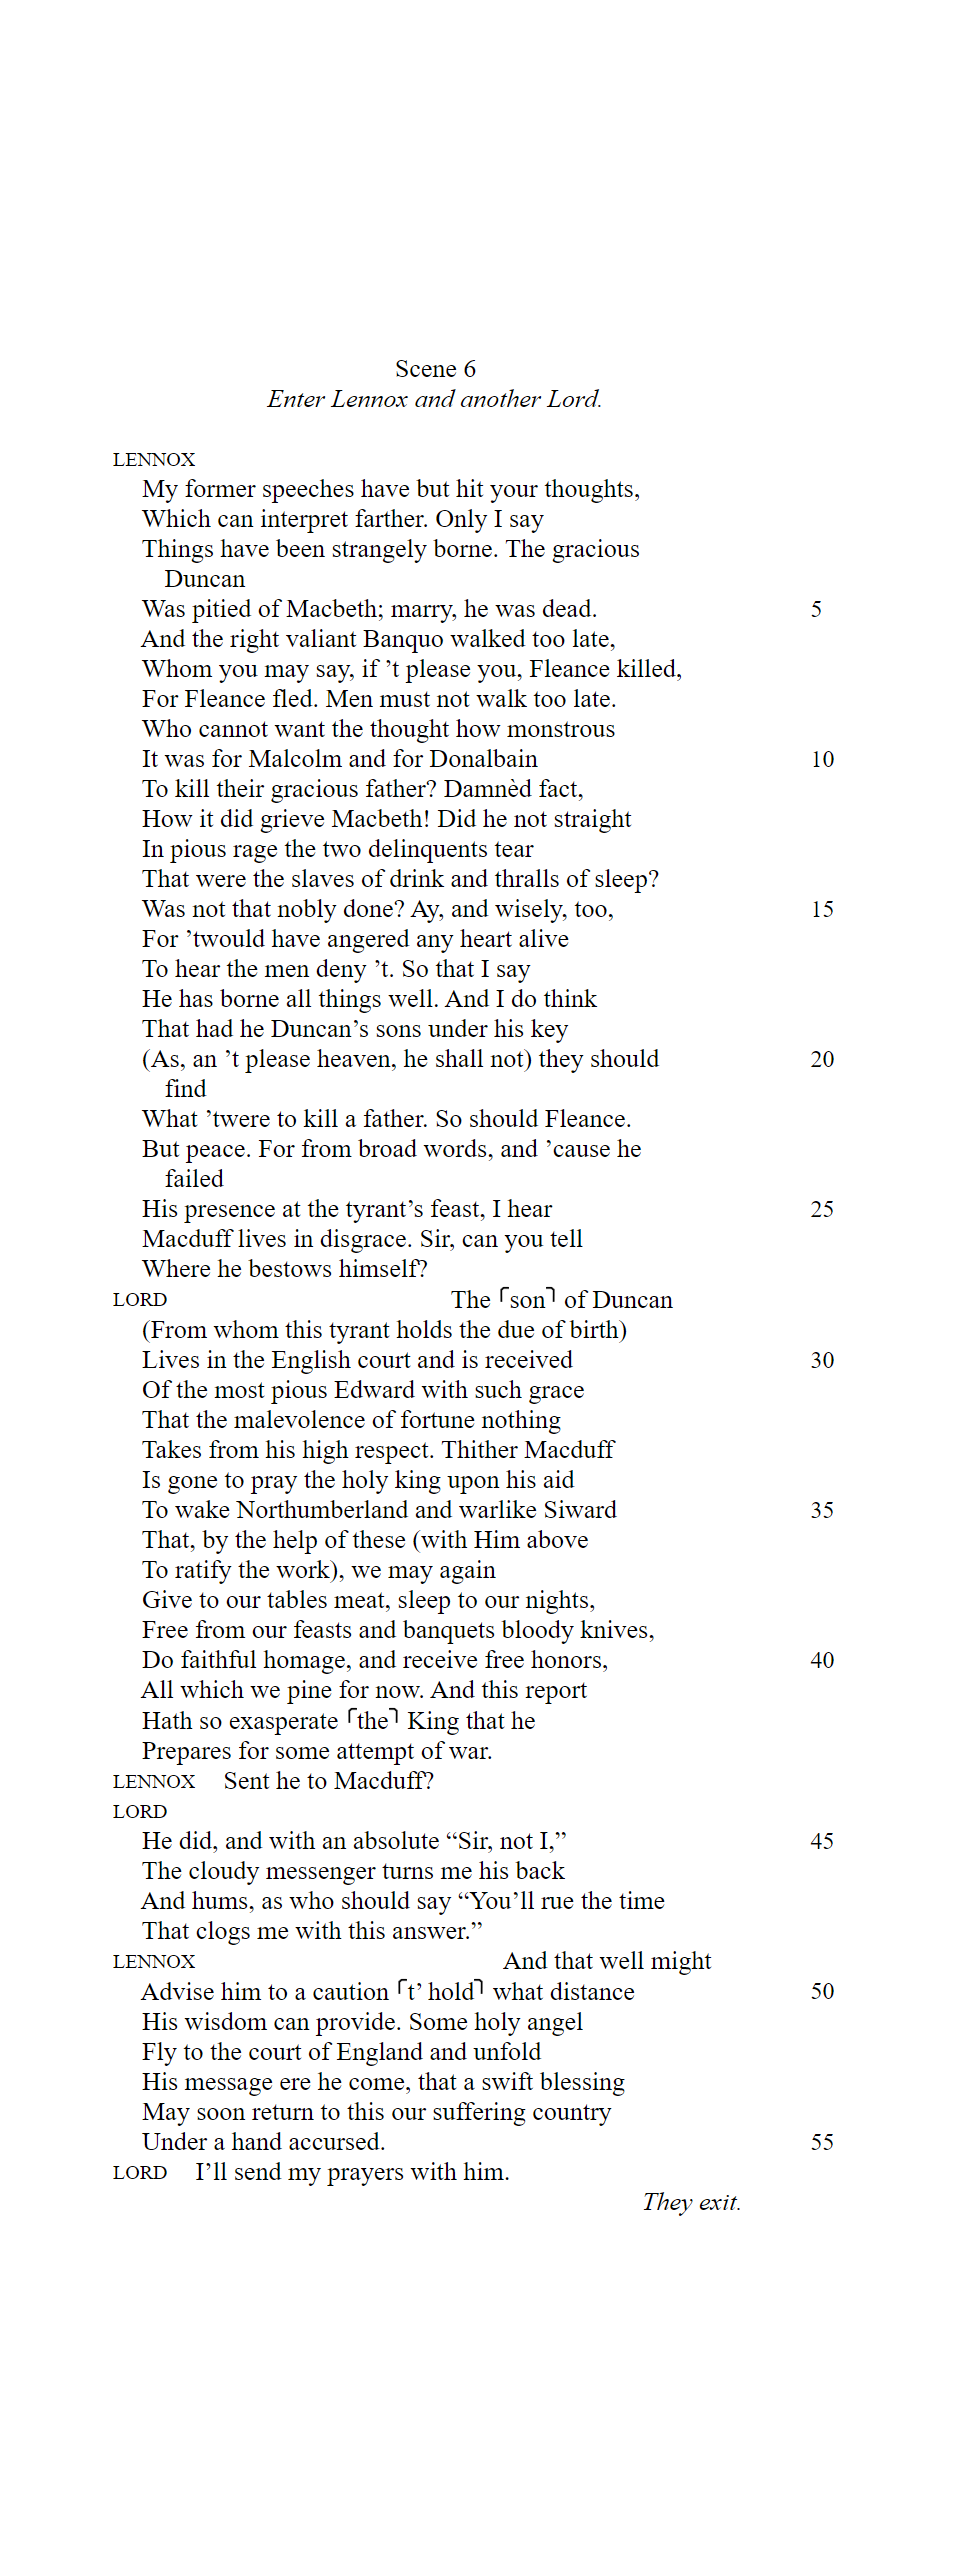 Scene 6
Enter Lennox and another Lord.
LENNOX
My former speeches have but hit your thoughts,
Which can interpret farther. Only I say
Things have been strangely borne. The gracious
Duncan
Was pitied of Macbeth; marry, he was dead. 5
And the right valiant Banquo walked too late,
Whom you may say, if ’t please you, Fleance killed,
For Fleance fled. Men must not walk too late.
Who cannot want the thought how monstrous
It was for Malcolm and for Donalbain 10
To kill their gracious father? Damnèd fact,
How it did grieve Macbeth! Did he not straight
In pious rage the two delinquents tear
That were the slaves of drink and thralls of sleep?
Was not that nobly done? Ay, and wisely, too, 15
For ’twould have angered any heart alive
To hear the men deny ’t. So that I say
He has borne all things well. And I do think
That had he Duncan’s sons under his key
(As, an ’t please heaven, he shall not) they should 20
find
What ’twere to kill a father. So should Fleance.
But peace. For from broad words, and ’cause he
failed
His presence at the tyrant’s feast, I hear 25
Macduff lives in disgrace. Sir, can you tell
Where he bestows himself?
LORD The ⌜son⌝ of Duncan
(From whom this tyrant holds the due of birth)
Lives in the English court and is received 30
Of the most pious Edward with such grace
That the malevolence of fortune nothing
Takes from his high respect. Thither Macduff
Is gone to pray the holy king upon his aid
To wake Northumberland and warlike Siward 35
That, by the help of these (with Him above
To ratify the work), we may again
Give to our tables meat, sleep to our nights,
Free from our feasts and banquets bloody knives,
Do faithful homage, and receive free honors, 40
All which we pine for now. And this report
Hath so exasperate ⌜the⌝ King that he
Prepares for some attempt of war.
LENNOX Sent he to Macduff?
LORD
He did, and with an absolute “Sir, not I,” 45
The cloudy messenger turns me his back
And hums, as who should say “You’ll rue the time
That clogs me with this answer.”
LENNOX And that well might
Advise him to a caution ⌜t’ hold⌝ what distance 50
His wisdom can provide. Some holy angel
Fly to the court of England and unfold
His message ere he come, that a swift blessing
May soon return to this our suffering country
Under a hand accursed. 55
LORD I’ll send my prayers with him.
They exit.